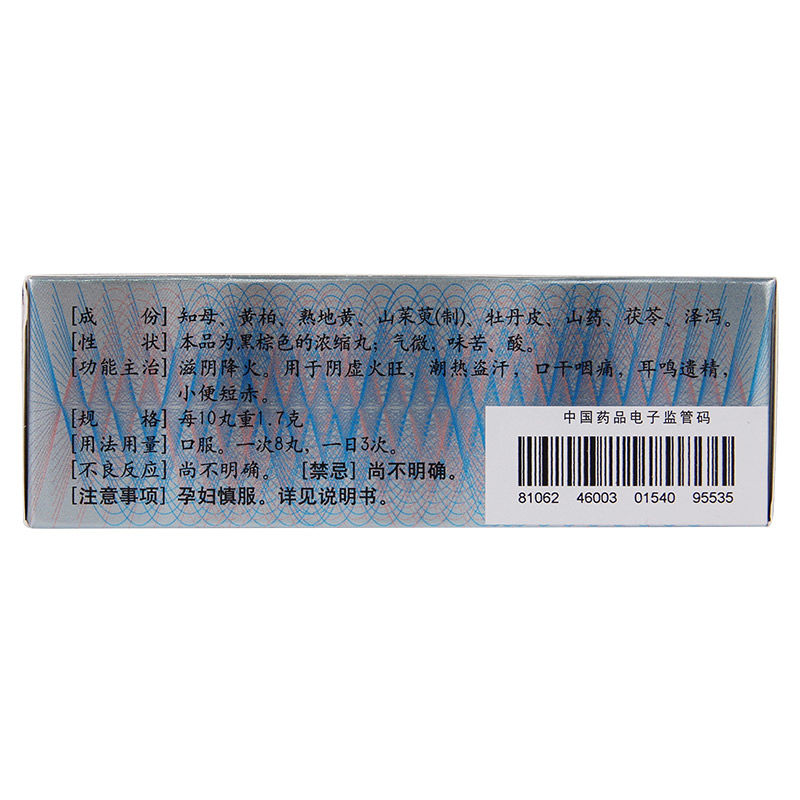 [成　份] 知母、黄柏、熟地黄、山茱萸(制)、牡丹皮、山药、茯苓、泽泻。
[性　状] 本品为黑棕色的浓缩丸；气微，味苦、酸。
[功能主治] 滋阴降火。用于阴虚火旺，潮热盗汗，口干咽痛，耳鸣遗精，
小便短赤。
[规　格] 每10丸重1.7克
[用法用量] 口服。一次8丸，一日3次。
[不良反应] 尚不明确。 [禁忌] 尚不明确。
[注意事项] 孕妇慎服。详见说明书。
中国药品电子监管码
81062 46003 01540 95535